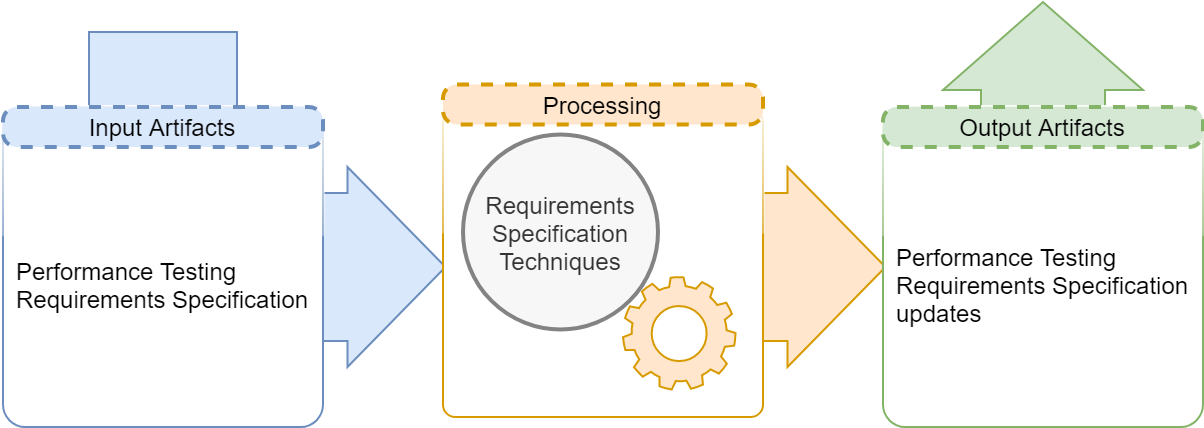 Input Artifacts
Performance Testing
Requirements Specification
Processing
Requirements
Specification
Techniques
Output Artifacts
Performance Testing
Requirements Specification
updates